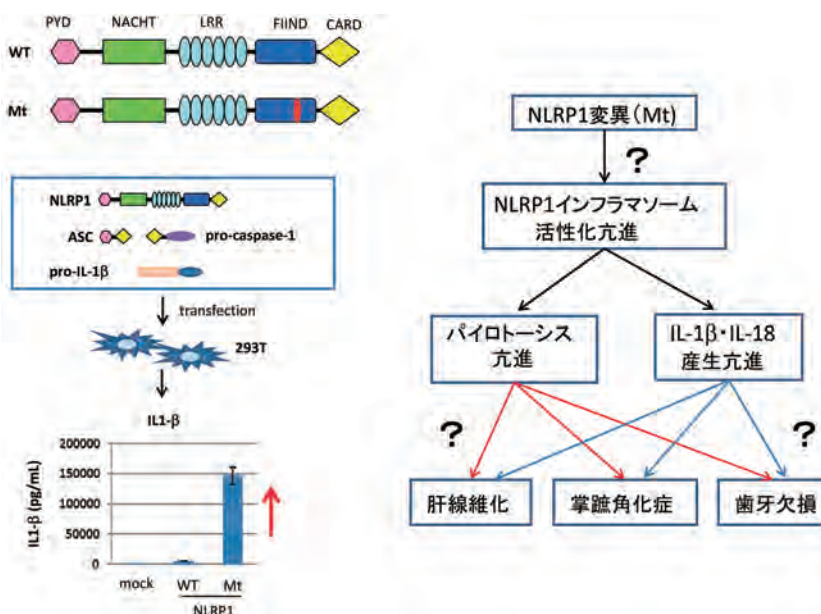 PYD NACHT LRR FIIND CARD
WT
Mt
NLRP1
ASC
pro-caspase-1
pro-IL-1β
transfection
293T
IL1-β
IL1-β (pg/mL)
200000
150000
100000
50000
0
mock WT Mt
NLRP1
NLRP1変異(Mt)
?
NLRP1インフラマソーム
活性化亢進
パイロトーシス
亢進
IL-1β・IL-18
産生亢進
?
?
肝線維化
掌蹠角化症
歯牙欠損